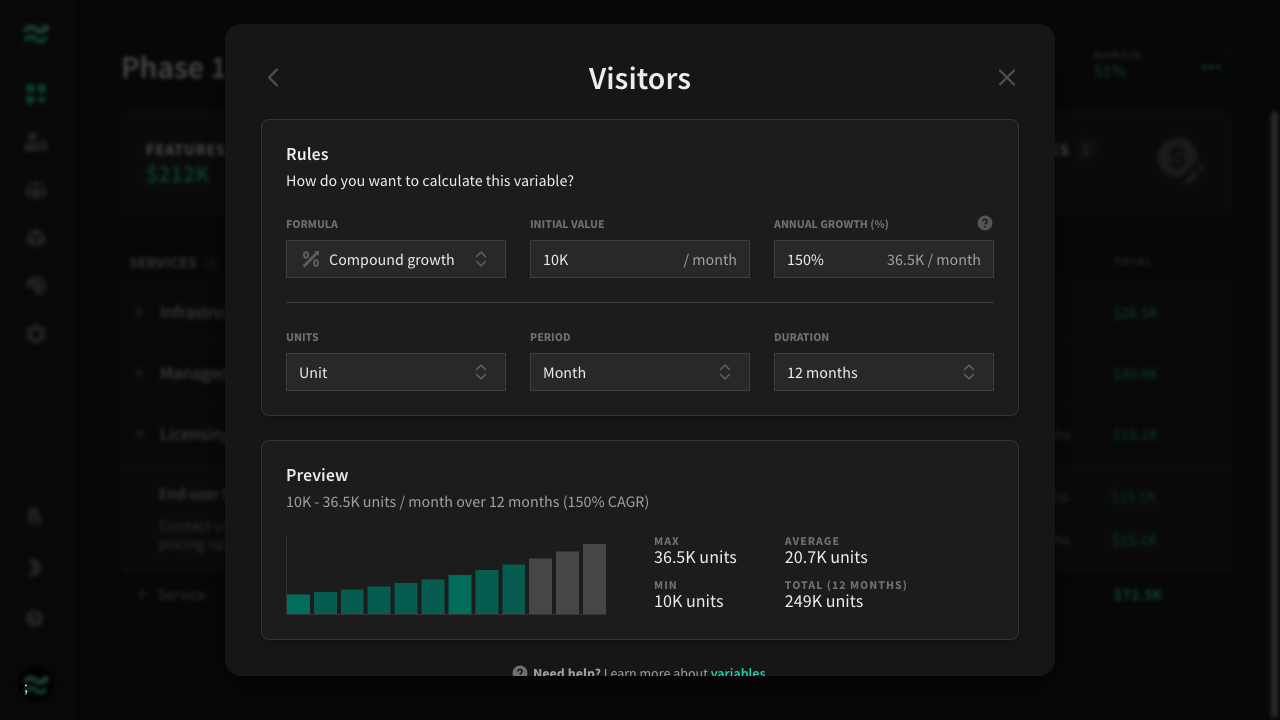 Phase 1
MARGIN
51%
FEATURES
$212K
SERVICES
TOTAL
Infrastru
$26.5K
Managed
$30.9K
Licensing
$15.1K
End-user
$15.1K
Contact u
pricing op
$15.1K
+ Service
$72.5K
;
Visitors
Rules
How do you want to calculate this variable?
FORMULA
INITIAL VALUE
ANNUAL GROWTH (%)
?
Compound growth
10K / month
150% 36.5K / month
UNITS
PERIOD
DURATION
Unit
Month
12 months
Preview
10K - 36.5K units / month over 12 months (150% CAGR)
MAX
36.5K units
AVERAGE
20.7K units
MIN
10K units
TOTAL (12 MONTHS)
249K units
? Need help? Learn more about variables